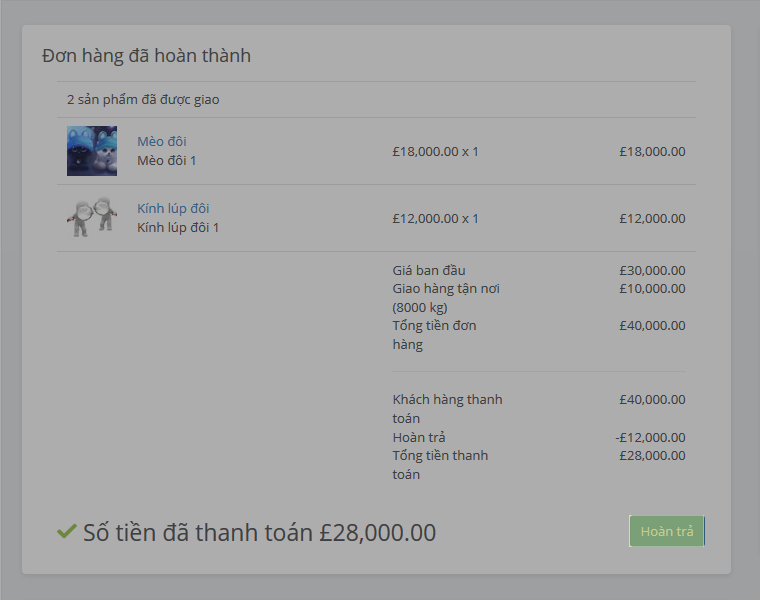 Đơn hàng đã hoàn thành
2 sản phẩm đã được giao
Mèo đôi
Mèo đôi 1
£18,000.00 x 1 £18,000.00
Kính lúp đôi
Kính lúp đôi 1
£12,000.00 x 1 £12,000.00
Giá ban đầu £30,000.00
Giao hàng tận nơi £10,000.00
(8000 kg)
Tổng tiền đơn £40,000.00
hàng
Khách hàng thanh £40,000.00
toán
Hoàn trả -£12,000.00
Tổng tiền thanh £28,000.00
toán
Số tiền đã thanh toán £28,000.00
Hoàn trả